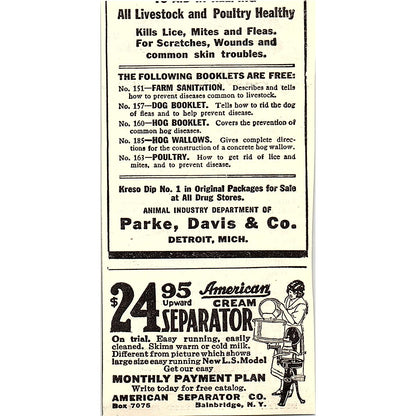 TO AID IN KEEPING
All Livestock and Poultry Healthy
Kills Lice, Mites and Fleas.
For Scratches, Wounds and
common skin troubles.
THE FOLLOWING BOOKLETS ARE FREE:
No. 151—FARM SANITATION. Describes and tells
how to prevent diseases common to livestock.
No. 157—DOG BOOKLET. Tells how to rid the dog
of fleas and to help prevent disease.
No. 160—HOG BOOKLET. Covers the prevention of
common hog diseases.
No. 185—HOG WALLOWS. Gives complete direc-
tions for the construction of a concrete hog wallow.
No. 163—POULTRY. How to get rid of lice and
mites, and to prevent disease.
Kreso Dip No. 1 in Original Packages for Sale
at All Drug Stores.
ANIMAL INDUSTRY DEPARTMENT OF
Parke, Davis & Co.
DETROIT, MICH.
$24 95 Upward American
CREAM
SEPARATOR
On trial. Easy running, easily
cleaned. Skims warm or cold milk.
Different from picture which shows
large size easy running New L.S. Model
Get our easy
MONTHLY PAYMENT PLAN
Write today for free catalog.
AMERICAN SEPARATOR CO.
Box 7075 Bainbridge, N. Y.